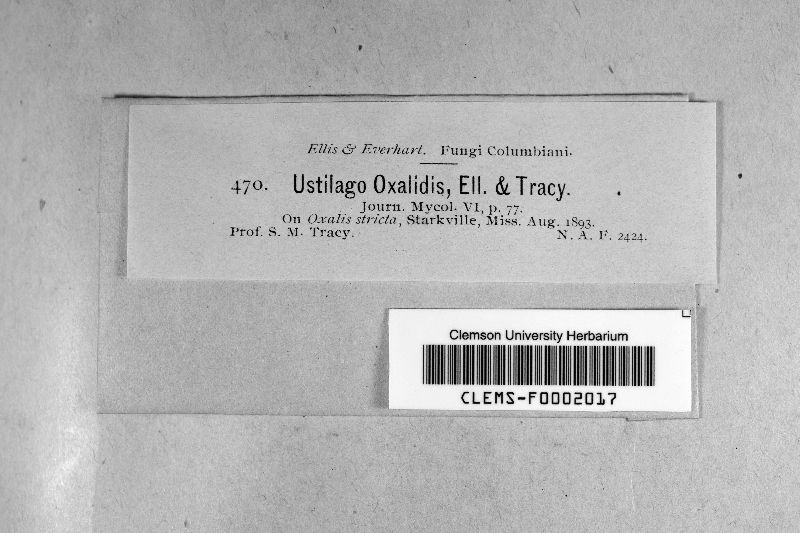 Ellis & Everhart. Fungi Columbiani.
470. Ustilago Oxalidis, Ell. & Tracy.
Journ. Mycol. VI, p. 77.
On Oxalis stricta, Starkville, Miss. Aug. 1893.
Prof. S. M. Tracy. N. A. F. 2424.
Clemson University Herbarium
CLEMS-F0002017